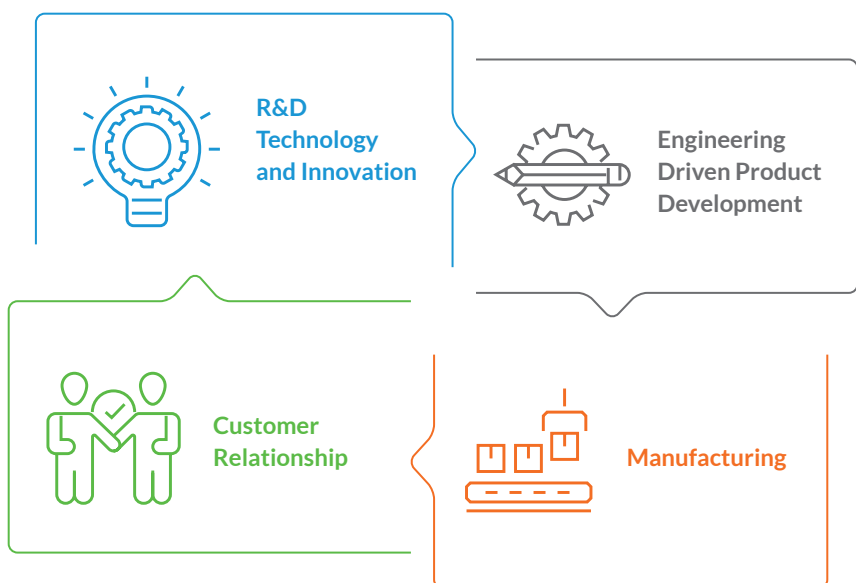 R&D
Technology
and Innovation
Engineering
Driven Product
Development
Customer
Relationship
Manufacturing